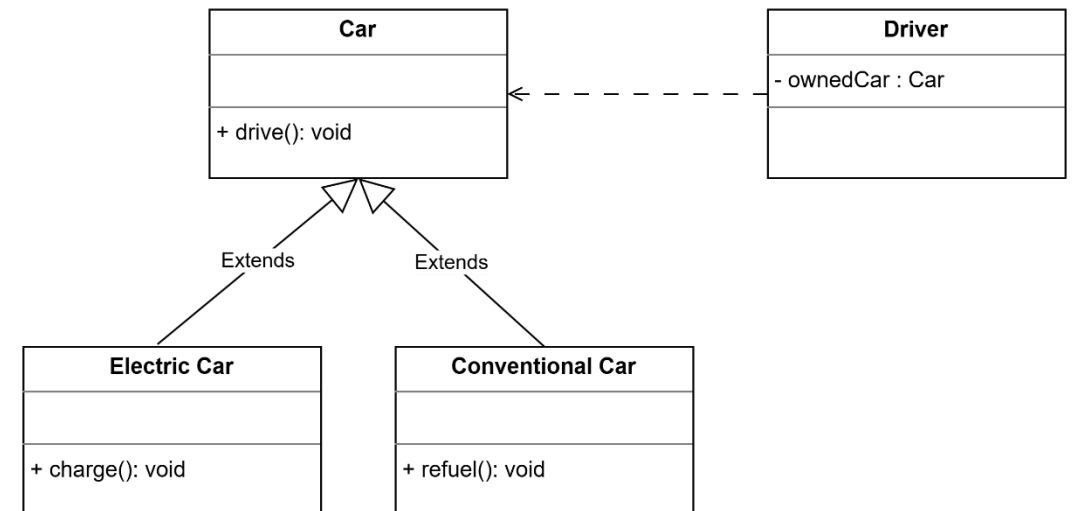 Car
Driver
- ownedCar : Car
+ drive(): void
Extends
Extends
Electric Car
Conventional Car
+ charge(): void
+ refuel(): void